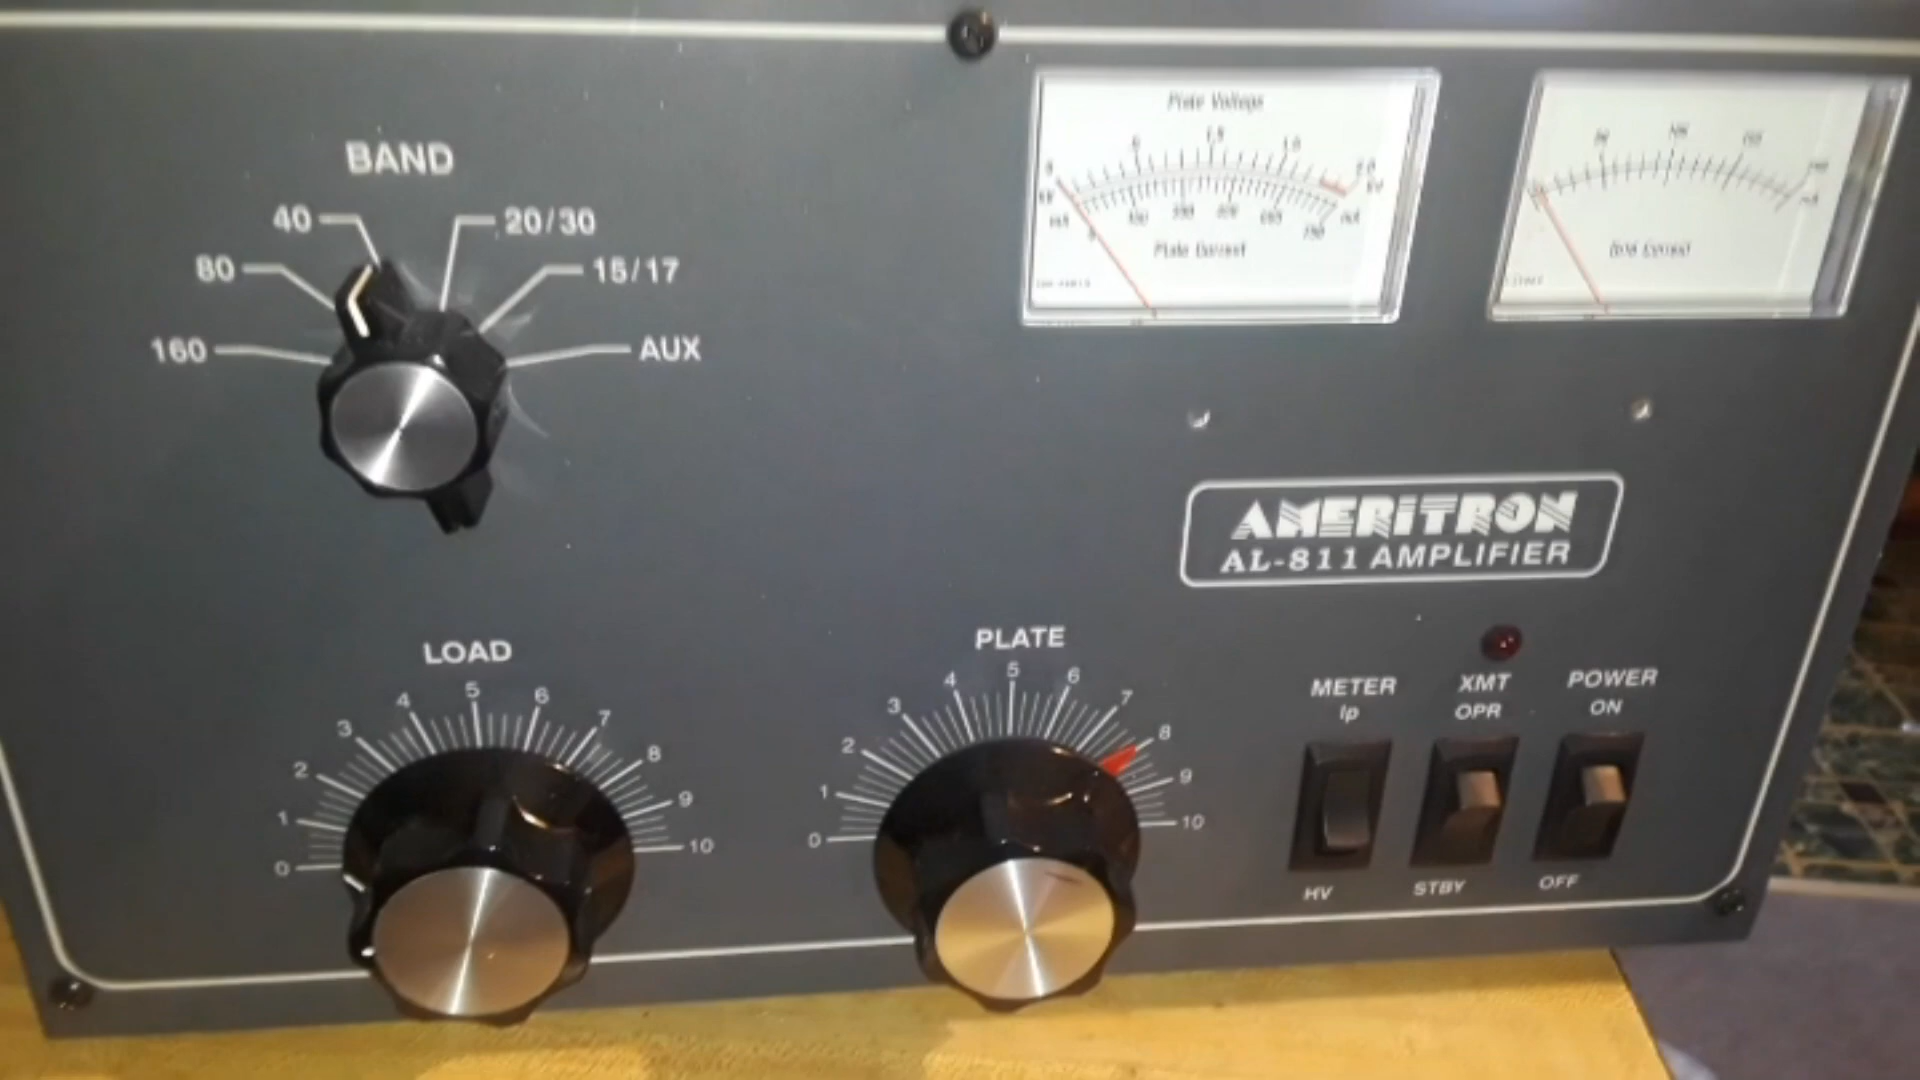 BAND
40
20/30
80
15/17
160
AUX
Plate Voltage
Plate Current
AMERITRON
AL-811 AMPLIFIER
LOAD
0 1 2 3 4 5 6 7 8 9 10
PLATE
0 1 2 3 4 5 6 7 8 9 10
METER
Ip
HV
XMT
OPR
STBY
POWER
ON
OFF